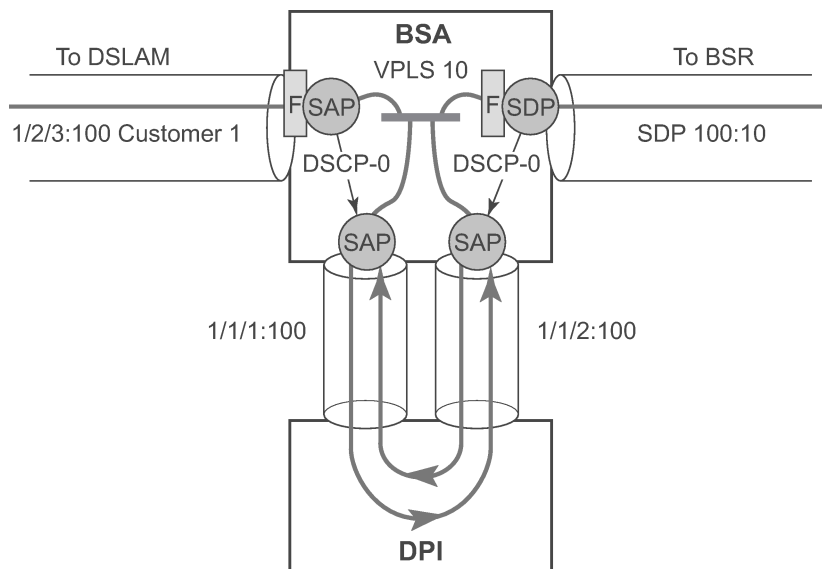 BSA
To DSLAM
To BSR
VPLS 10
F
SAP
F
SDP
1/2/3:100 Customer 1
SDP 100:10
DSCP-0
DSCP-0
SAP
SAP
1/1/1:100
1/1/2:100
DPI